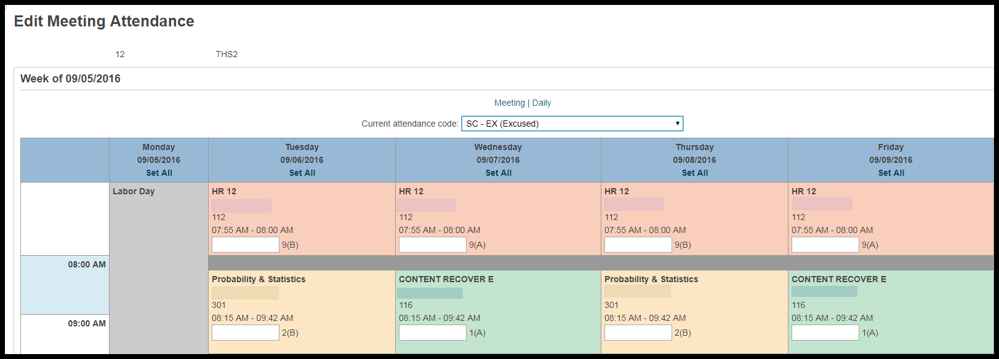 Edit Meeting Attendance
12 THS2
Week of 09/05/2016
Meeting | Daily
Current attendance code: SC - EX (Excused)
Monday Tuesday Wednesday Thursday Friday
09/05/2016 09/06/2016 09/07/2016 09/08/2016 09/09/2016
Set All Set All Set All Set All Set All
Labor Day HR 12 HR 12 HR 12 HR 12
112 112 112 112
07:55 AM - 08:00 AM 07:55 AM - 08:00 AM 07:55 AM - 08:00 AM 07:55 AM - 08:00 AM
9(B) 9(A) 9(B) 9(A)
08:00 AM
Probability & Statistics CONTENT RECOVER E Probability & Statistics CONTENT RECOVER E
301 116 301 116
08:15 AM - 09:42 AM 08:15 AM - 09:42 AM 08:15 AM - 09:42 AM 08:15 AM - 09:42 AM
09:00 AM
2(B) 1(A) 2(B) 1(A)